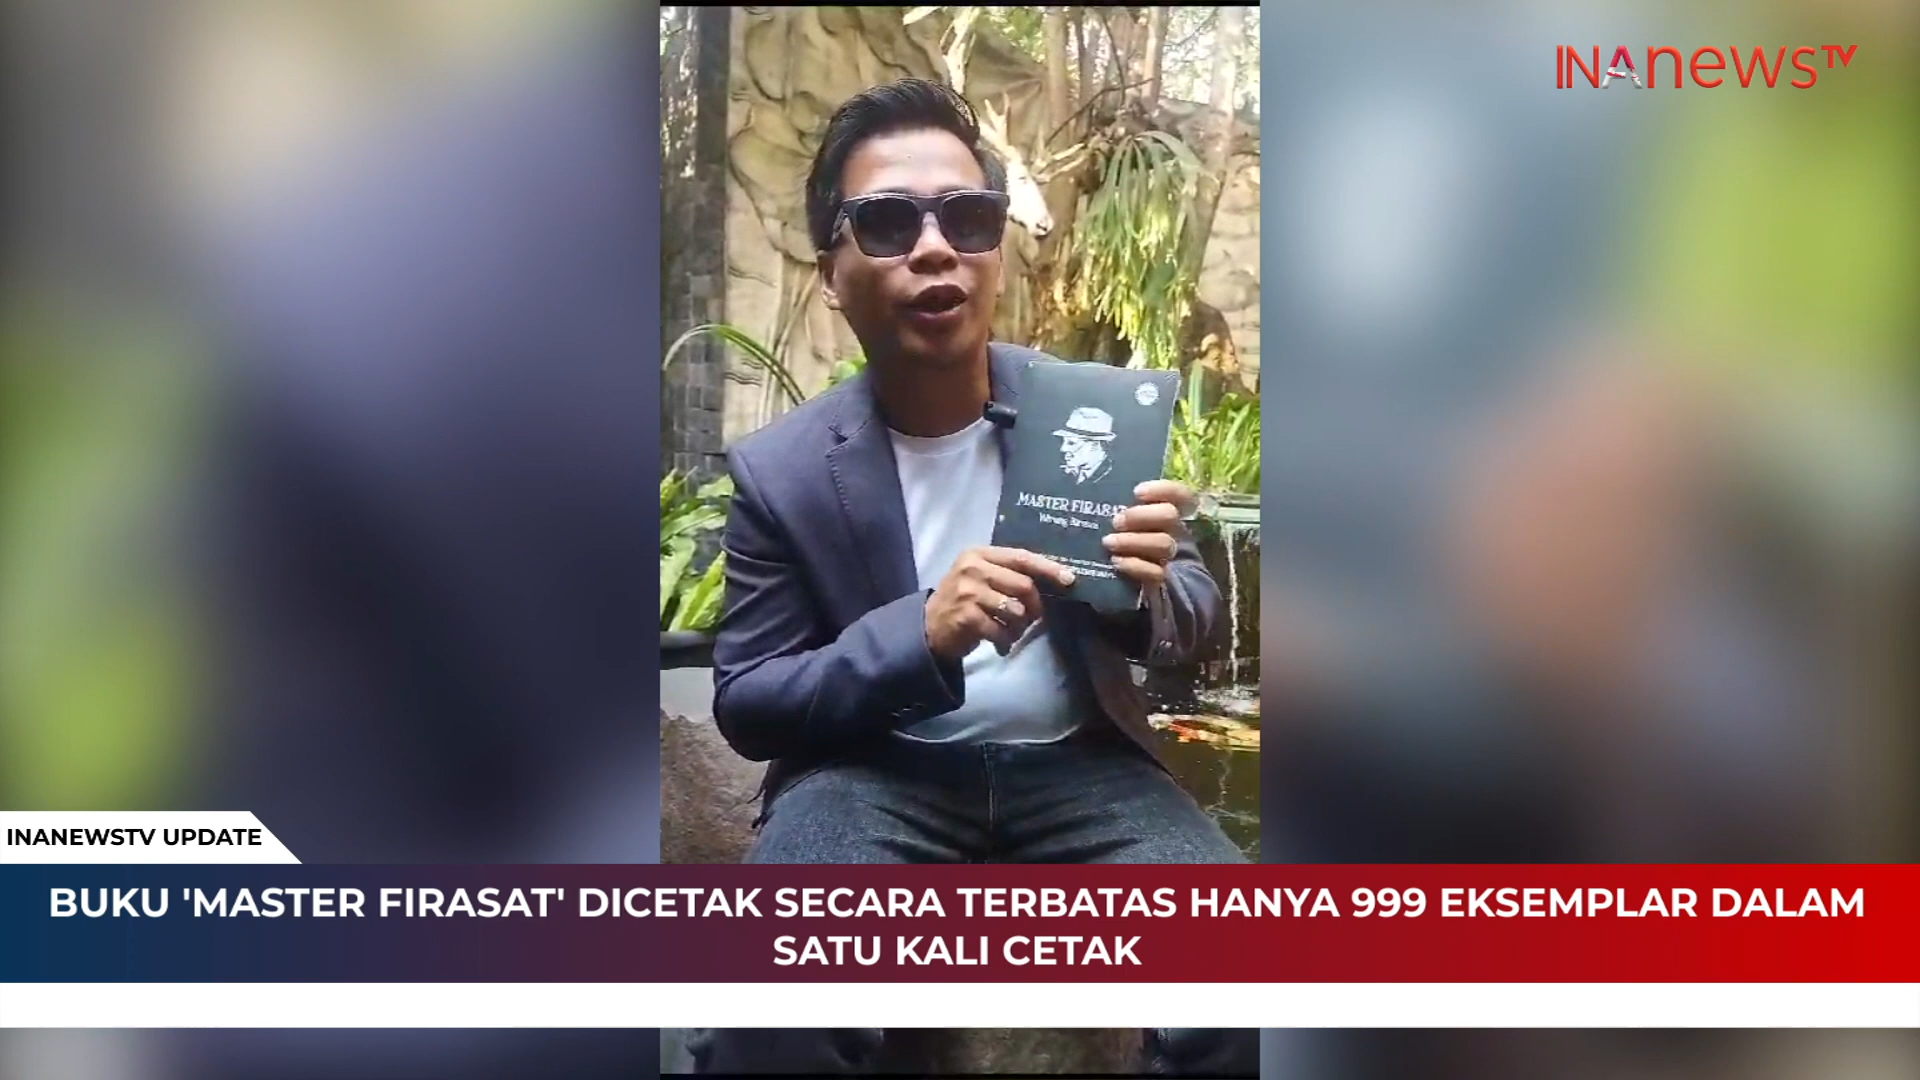 INAnewsTV
MASTER FIRASAT
INANEWSTV UPDATE
BUKU 'MASTER FIRASAT' DICETAK SECARA TERBATAS HANYA 999 EKSEMPLAR DALAM
SATU KALI CETAK